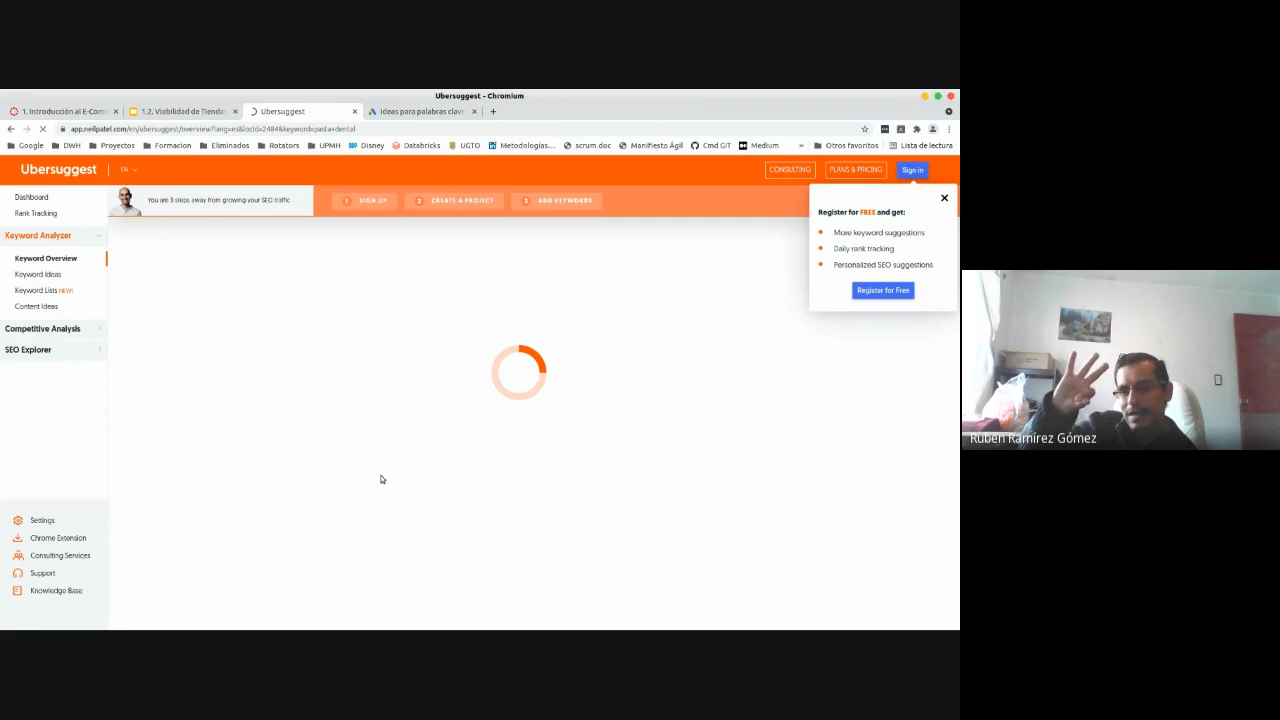 Ubersuggest - Chromium
1. Introducción al E-Com
1.2. Viabilidad de Tiendas
Ubersuggest
Ideas para palabras clave
app.neilpatel.com/en/ubersuggest/overview?lang=es&locId=2484&keyword=pasta+dental
Google DWH Proyectos Formacion Eliminados Rotators UPMH Disney Databricks UGTO Metodologías... scrum.doc Manifiesto Ágil Cmd GIT Medium » Otros favoritos Lista de lectura
Ubersuggest EN CONSULTING PLANS & PRICING Sign in
You are 3 steps away from growing your SEO traffic
1 SIGN UP 2 CREATE A PROJECT 3 ADD KEYWORDS
Dashboard
Rank Tracking
Keyword Analyzer
Keyword Overview
Keyword Ideas
Keyword Lists NEW!
Content Ideas
Competitive Analysis
SEO Explorer
Register for FREE and get:
More keyword suggestions
Daily rank tracking
Personalized SEO suggestions
Register for Free
Settings
Chrome Extension
Consulting Services
Support
Knowledge Base
Rubén Ramírez Gómez